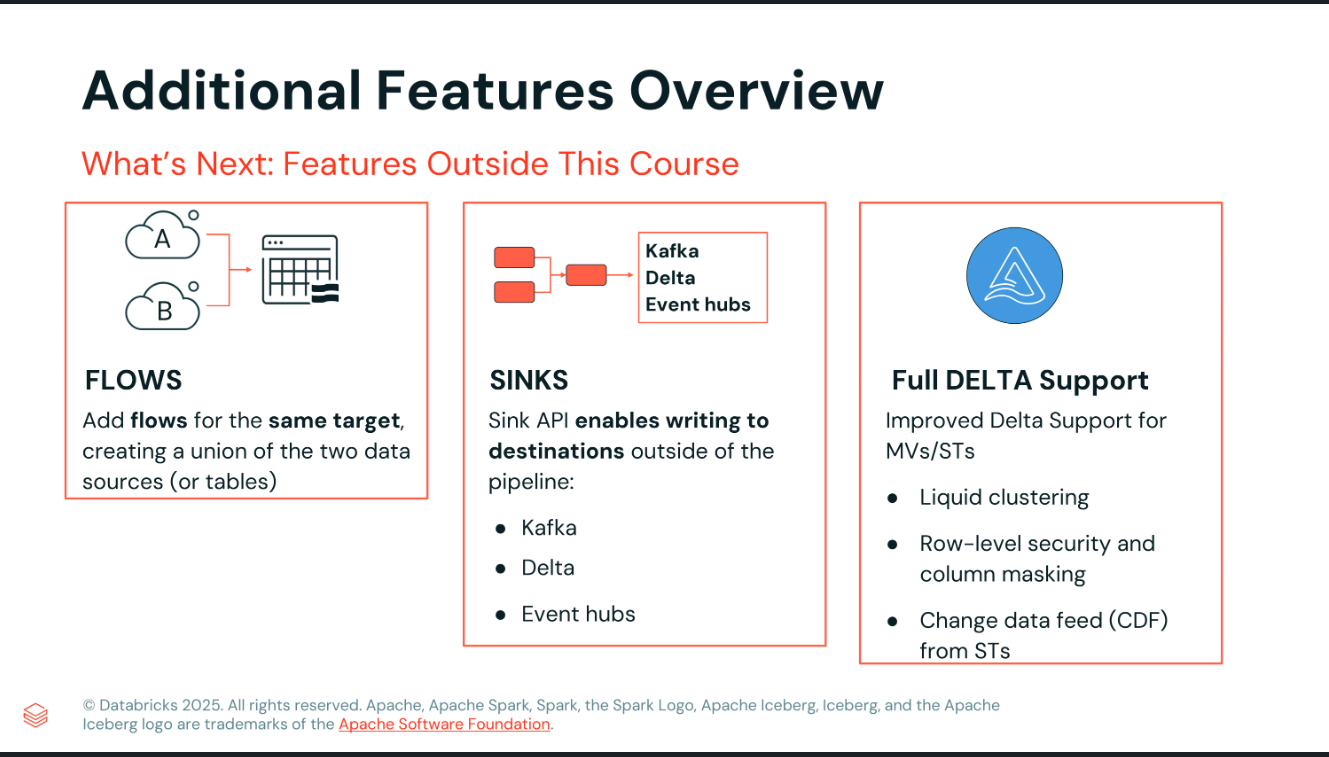 Additional Features Overview
What's Next: Features Outside This Course
A
B
FLOWS
Add flows for the same target,
creating a union of the two data
sources (or tables)
Kafka
Delta
Event hubs
SINKS
Sink API enables writing to
destinations outside of the
pipeline:
● Kafka
● Delta
● Event hubs
Full DELTA Support
Improved Delta Support for
MVs/STs
● Liquid clustering
● Row-level security and
column masking
● Change data feed (CDF)
from STs
© Databricks 2025. All rights reserved. Apache, Apache Spark, Spark, the Spark Logo, Apache Iceberg, Iceberg, and the Apache
Iceberg logo are trademarks of the Apache Software Foundation.